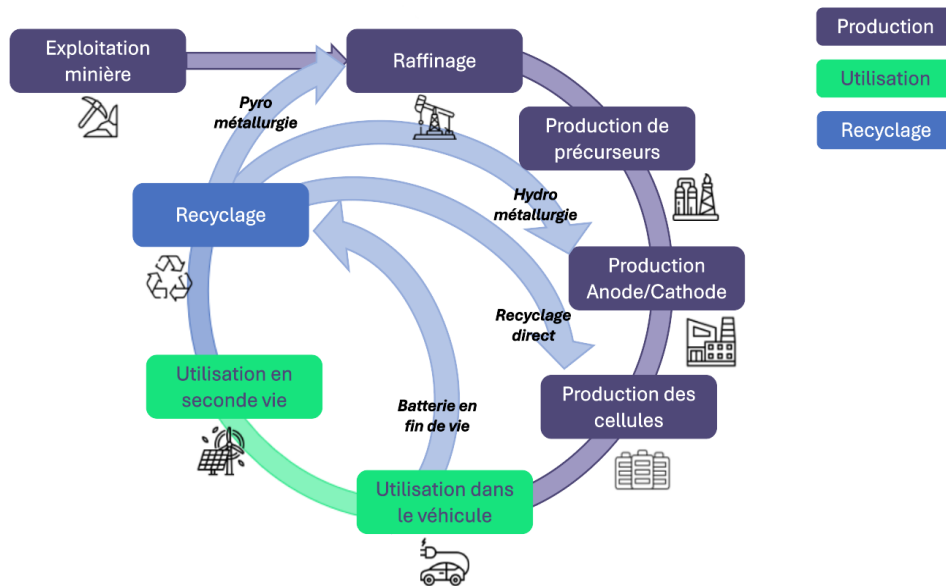 Exploitation
minière
Raffinage
Production
Utilisation
Recyclage
Pyro
métallurgie
Production de
précurseurs
Recyclage
Hydro
métallurgie
Production
Anode/Cathode
Recyclage
direct
Utilisation en
seconde vie
Production des
cellules
Batterie en
fin de vie
Utilisation dans
le véhicule